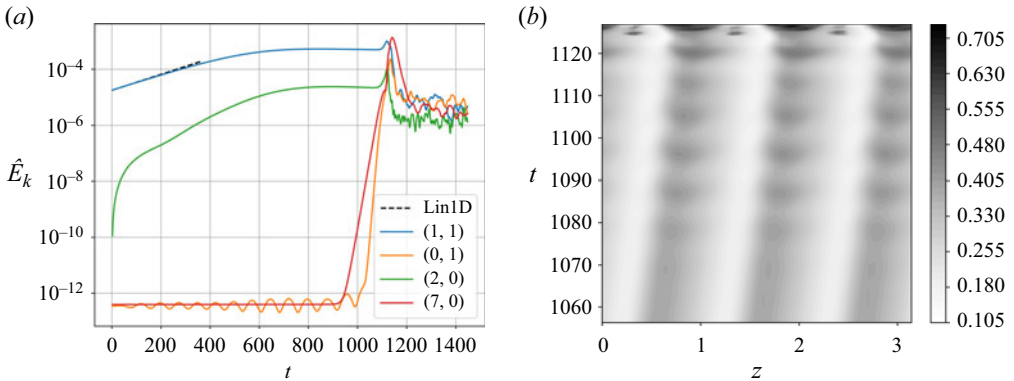 (a)
10⁻⁴
10⁻⁶
10⁻⁸
10⁻¹⁰
10⁻¹²
Êₖ
Lin1D
(1, 1)
(0, 1)
(2, 0)
(7, 0)
0 200 400 600 800 1000 1200 1400
t
(b)
1120
1110
1100
1090
1080
1070
1060
t
0 1 2 3
z
0.705
0.630
0.555
0.480
0.405
0.330
0.255
0.180
0.105